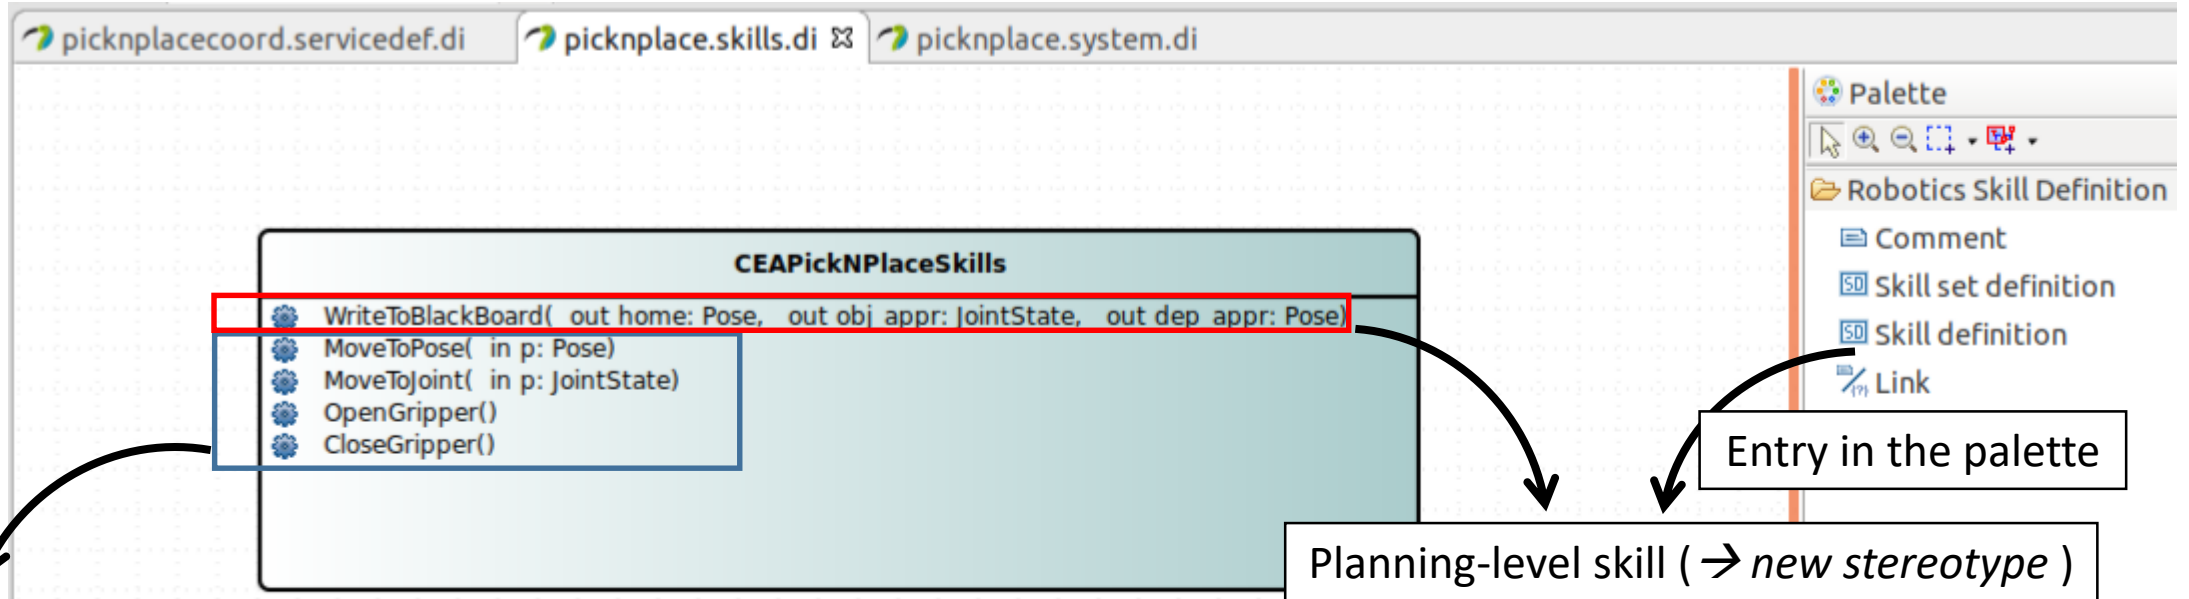 picknplacecoord.servicedef.di picknplace.skills.di picknplace.system.di
Palette
Robotics Skill Definition
Comment
Skill set definition
Skill definition
Link
CEAPickNPlaceSkills
WriteToBlackBoard( out home: Pose, out obj appr: JointState, out dep appr: Pose)
MoveToPose( in p: Pose)
MoveToJoint( in p: JointState)
OpenGripper()
CloseGripper()
Entry in the palette
Planning-level skill ( → new stereotype )